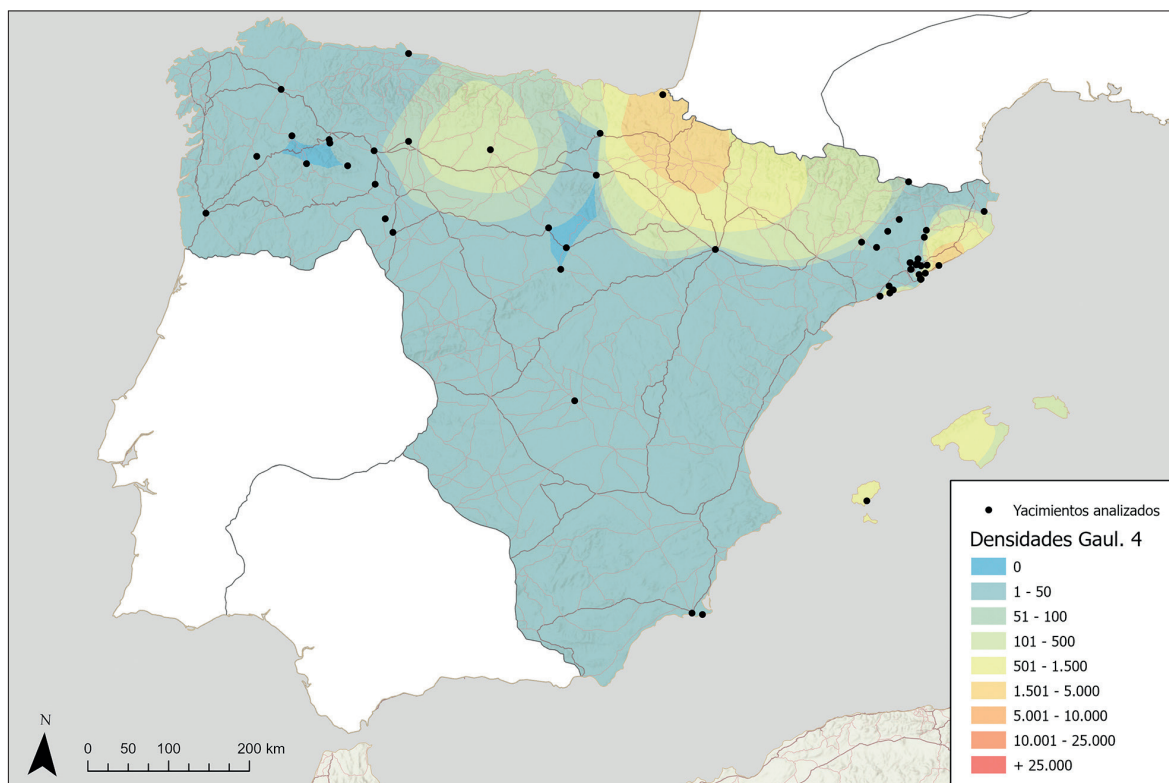 Yacimientos analizados
Densidades Gaul. 4
0
1 - 50
51 - 100
101 - 500
501 - 1.500
1.501 - 5.000
5.001 - 10.000
10.001 - 25.000
+ 25.000
N
0 50 100 200 km